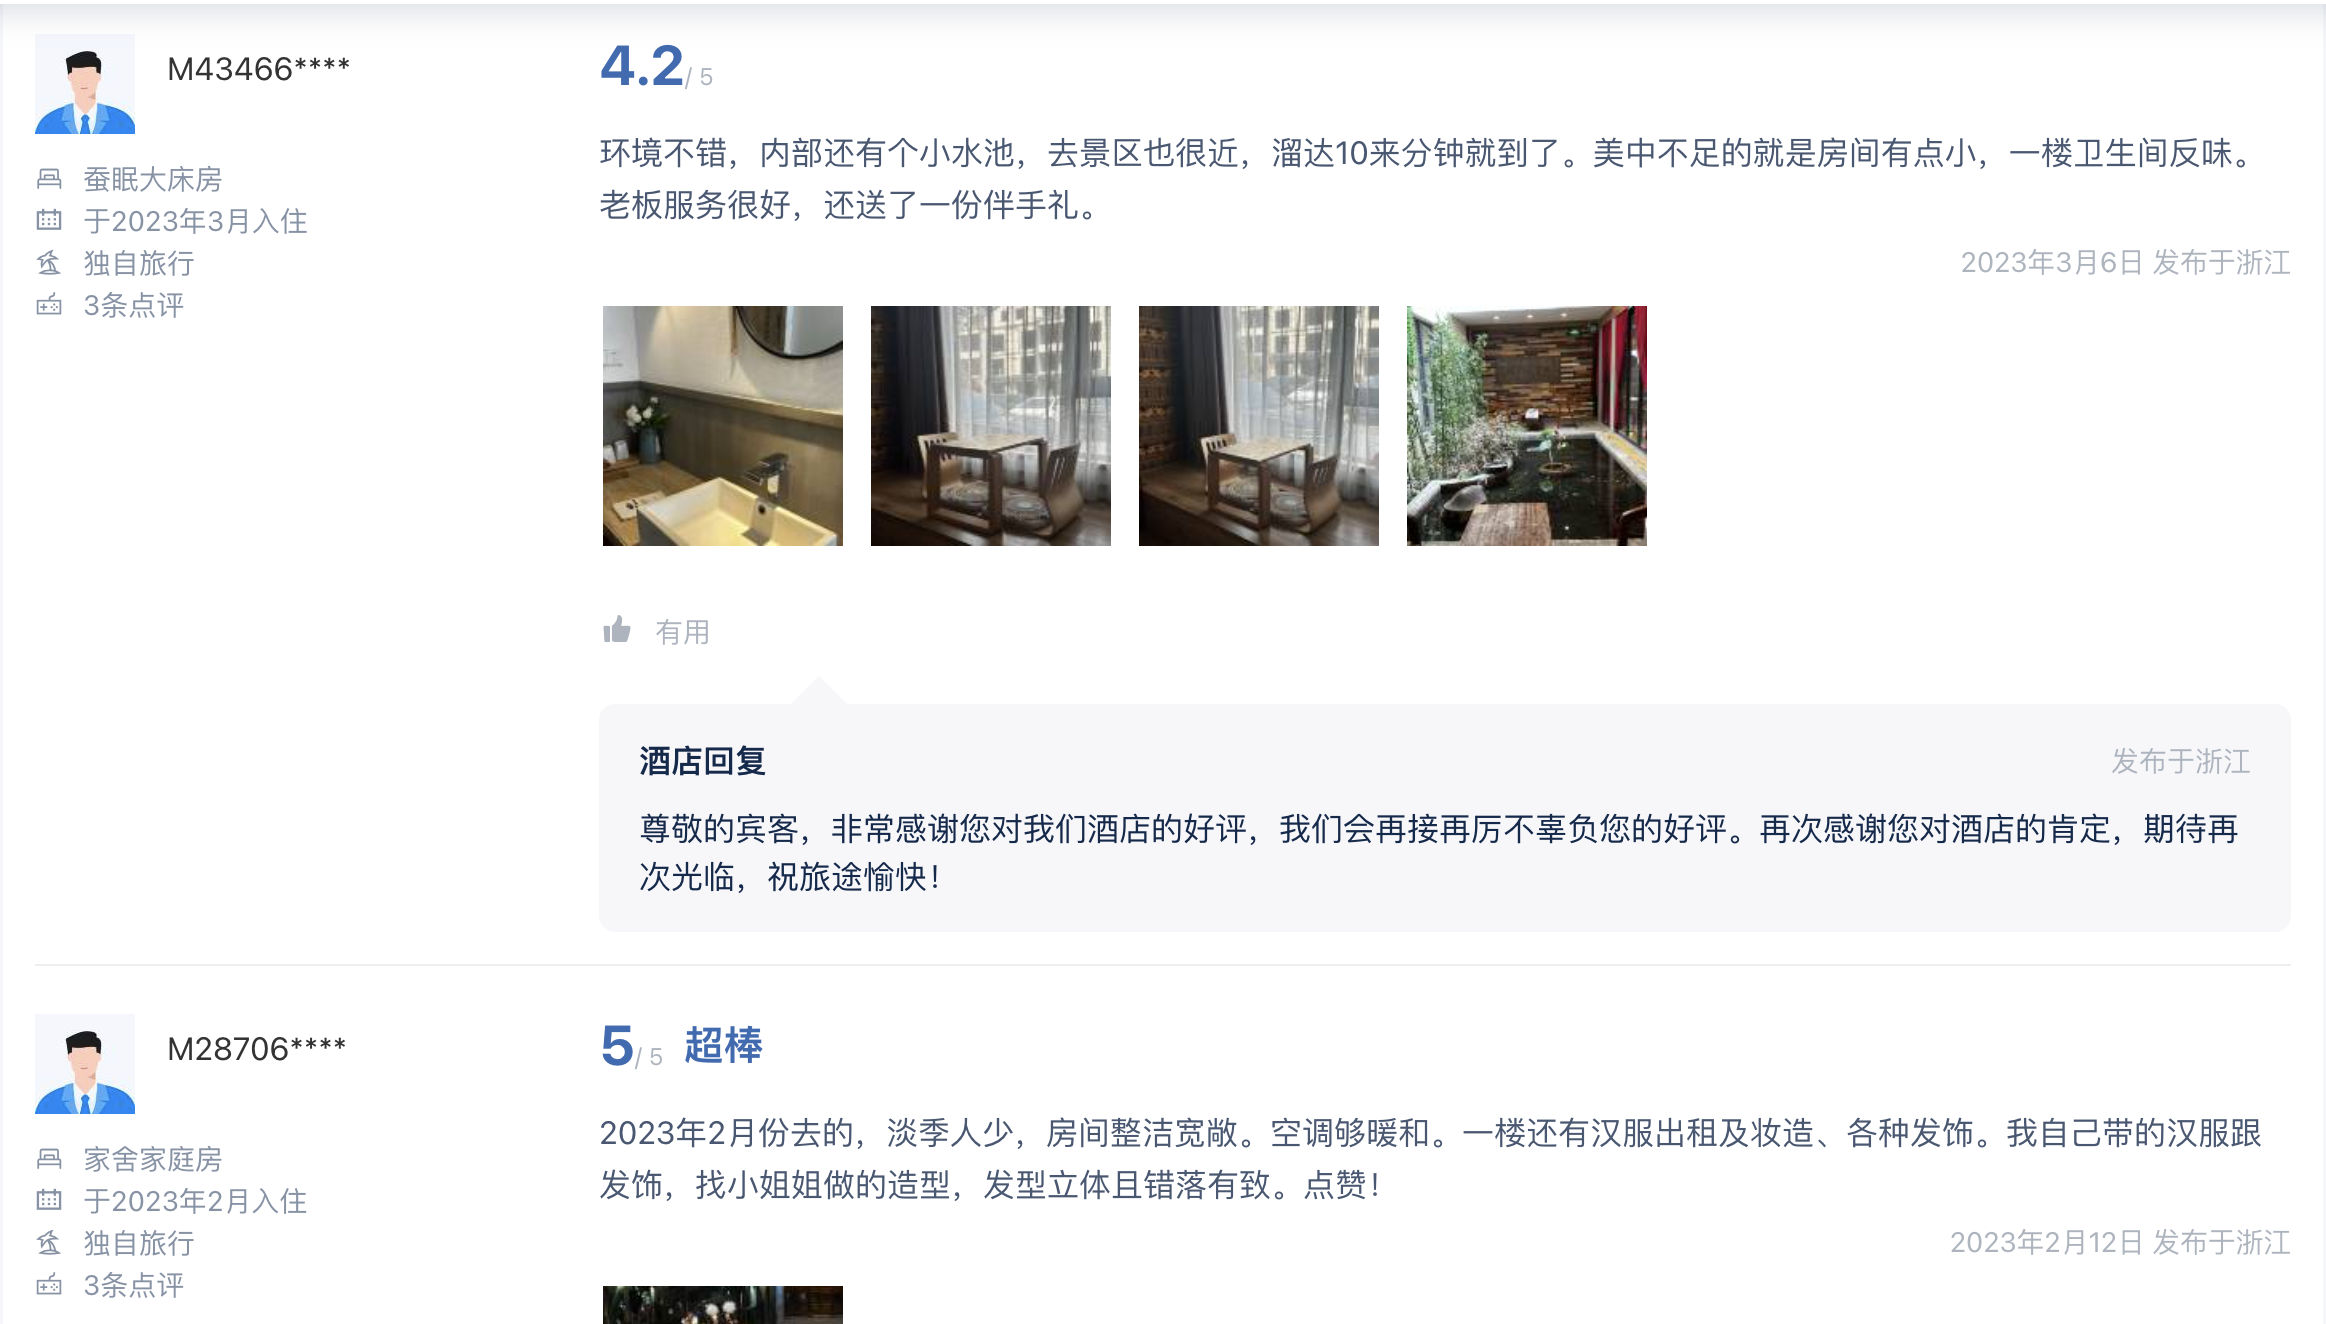 M43466****
蚕眠大床房
于2023年3月入住
独自旅行
3条点评
4.2/ 5
环境不错，内部还有个小水池，去景区也很近，溜达10来分钟就到了。美中不足的就是房间有点小，一楼卫生间反味。
老板服务很好，还送了一份伴手礼。
2023年3月6日 发布于浙江
有用
酒店回复
发布于浙江
尊敬的宾客，非常感谢您对我们酒店的好评，我们会再接再厉不辜负您的好评。再次感谢您对酒店的肯定，期待再
次光临，祝旅途愉快！
M28706****
家舍家庭房
于2023年2月入住
独自旅行
3条点评
5/ 5 超棒
2023年2月份去的，淡季人少，房间整洁宽敞。空调够暖和。一楼还有汉服出租及妆造、各种发饰。我自己带的汉服跟
发饰，找小姐姐做的造型，发型立体且错落有致。点赞！
2023年2月12日 发布于浙江